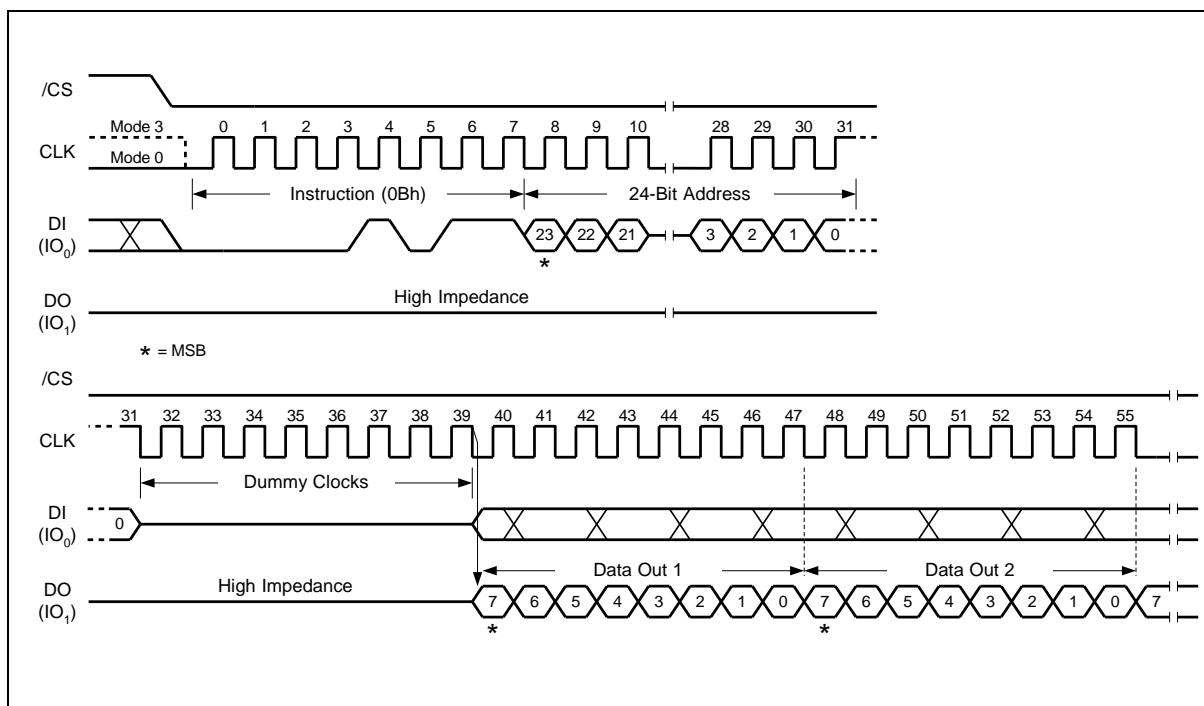 /CS
Mode 3 0 1 2 3 4 5 6 7 8 9 10 28 29 30 31
CLK
Mode 0
Instruction (0Bh) 24-Bit Address
DI
(IO0) 23 22 21 3 2 1 0
*
DO High Impedance
(IO1)
* = MSB
/CS
31 32 33 34 35 36 37 38 39 40 41 42 43 44 45 46 47 48 49 50 51 52 53 54 55
CLK
Dummy Clocks
DI
(IO0) 0
Data Out 1 Data Out 2
DO High Impedance
(IO1) 7 6 5 4 3 2 1 0 7 6 5 4 3 2 1 0 7
* *